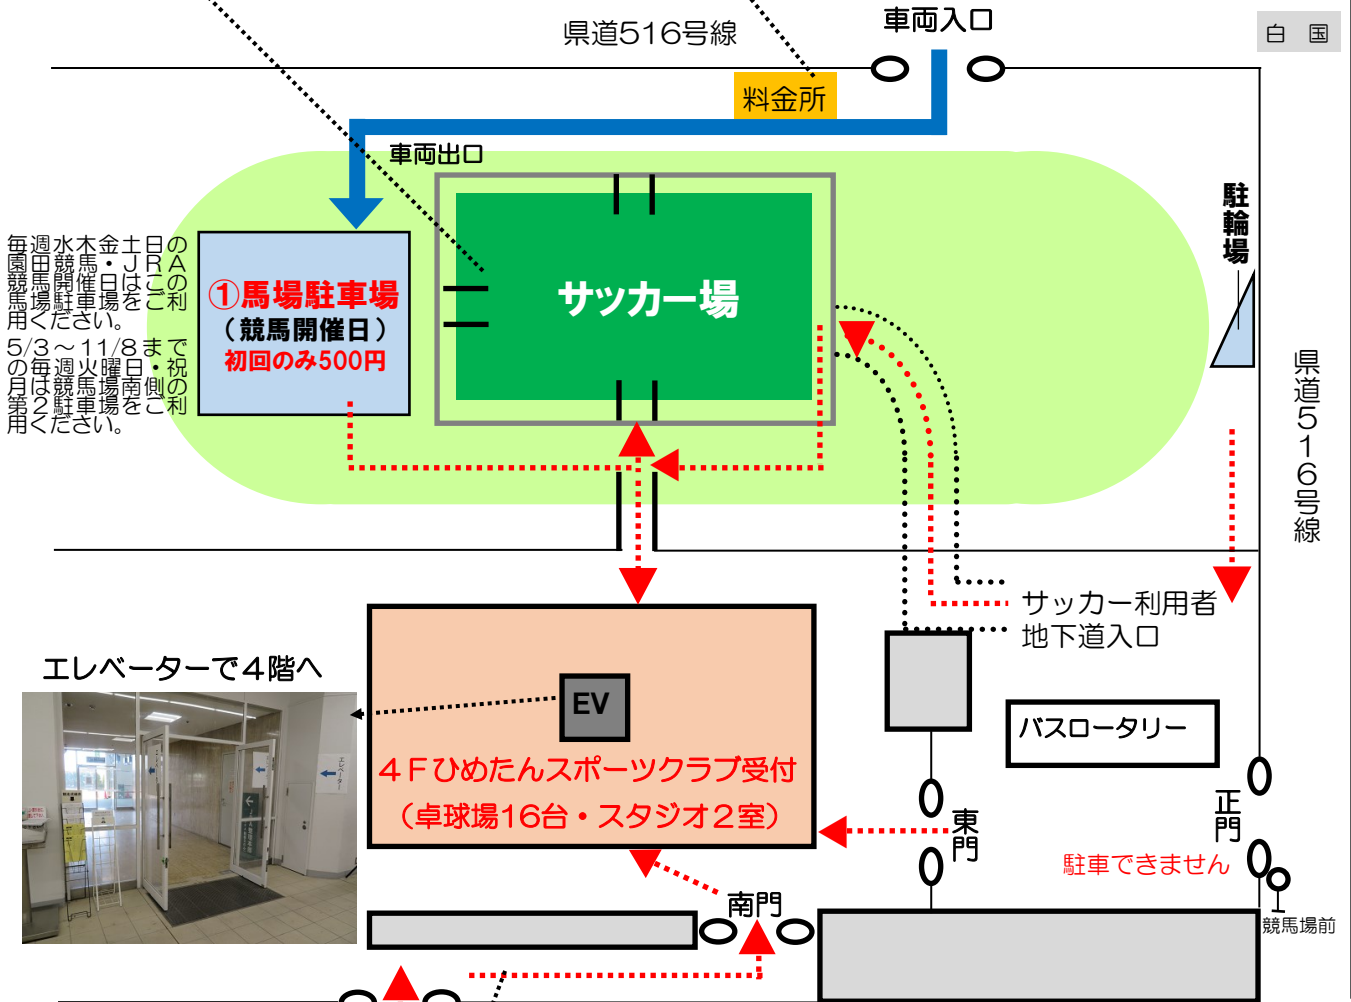 車両入口
県道516号線
白　国
料金所
車両出口
駐輪場
毎週水木金土日の
園田競馬・ＪＲＡ
競馬開催日はこの
馬場駐車場をご利
用ください。
5/3～11/8まで
の毎週火曜日・祝
月は競馬場南側の
第２駐車場をご利
用ください。
①馬場駐車場
（競馬開催日）
初回のみ500円
サッカー場
県道５１６号線
サッカー利用者
地下道入口
エレベーターで４階へ
EV
バスロータリー
４Ｆひめたんスポーツクラブ受付
（卓球場16台・スタジオ２室）
正門
東門
駐車できません
南門
競馬場前
エレベーター